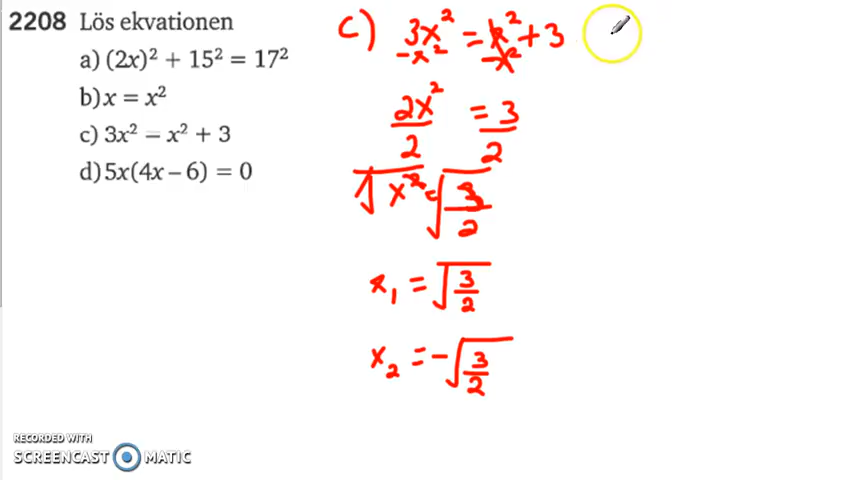 2208 Lös ekvationen
a) (2x)² + 15² = 17²
b) x = x²
c) 3x² = x² + 3
d) 5x(4x – 6) = 0
c) 3x² = x² + 3
-x² -x²
2x² = 3
2 2
√x² = √3/2
x₁ = √3/2
x₂ = -√3/2
RECORDED WITH
SCREENCAST MATIC